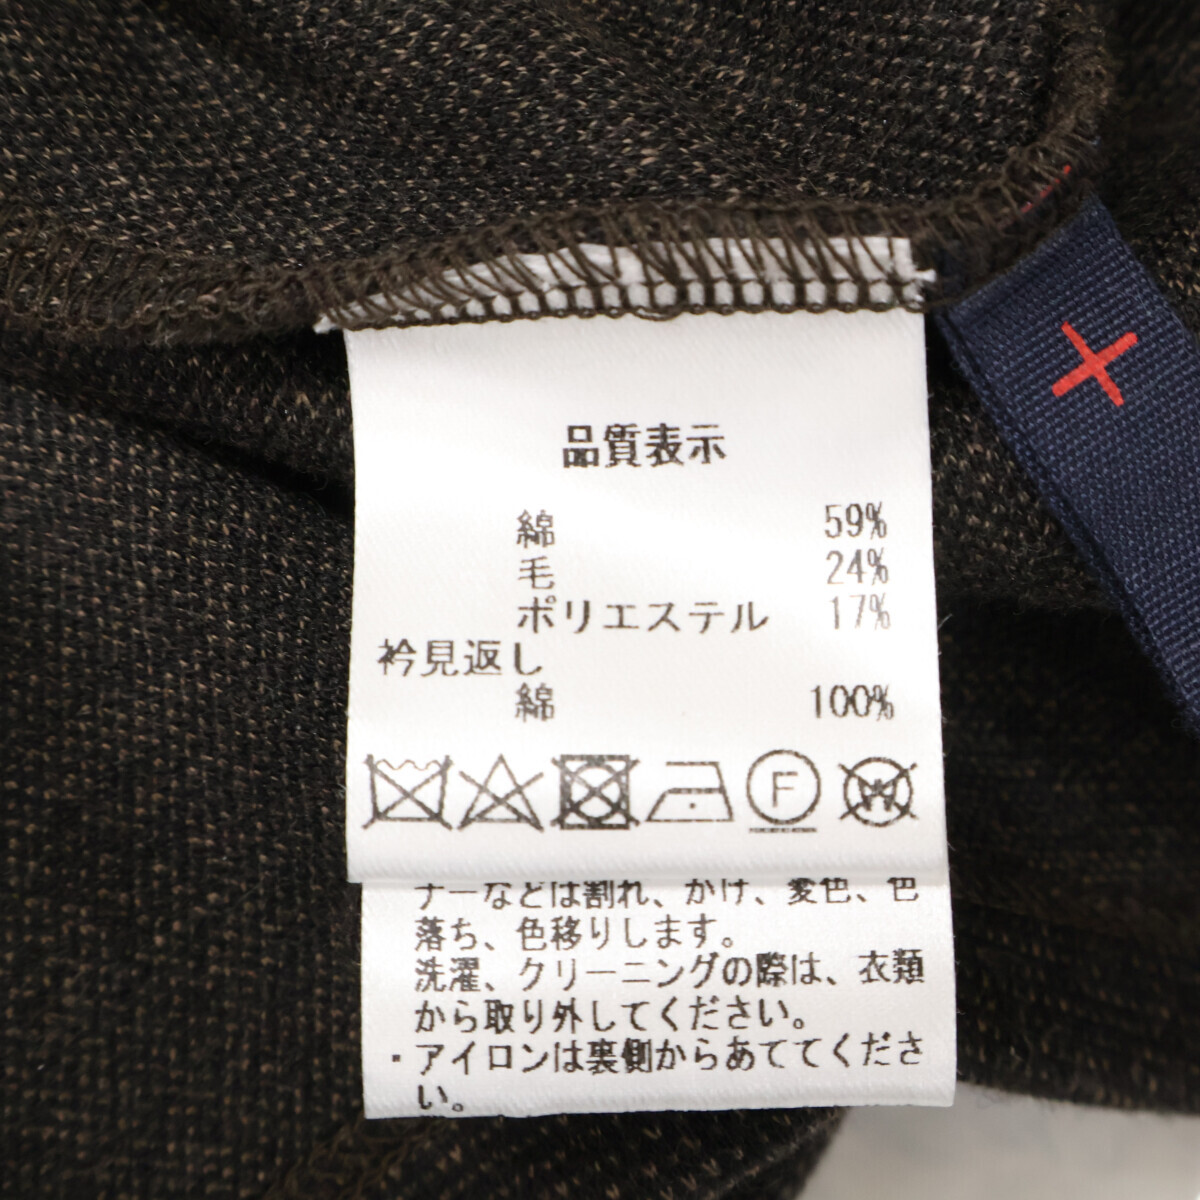 品質表示
綿 59%
毛 24%
ポリエステル 17%
衿見返し
綿 100%
F
W
ナーなどは割れ、かけ、変色、色
落ち、色移りします。
洗濯、クリーニングの際は、衣類
から取り外してください。
・アイロンは裏側からあててくださ
い。